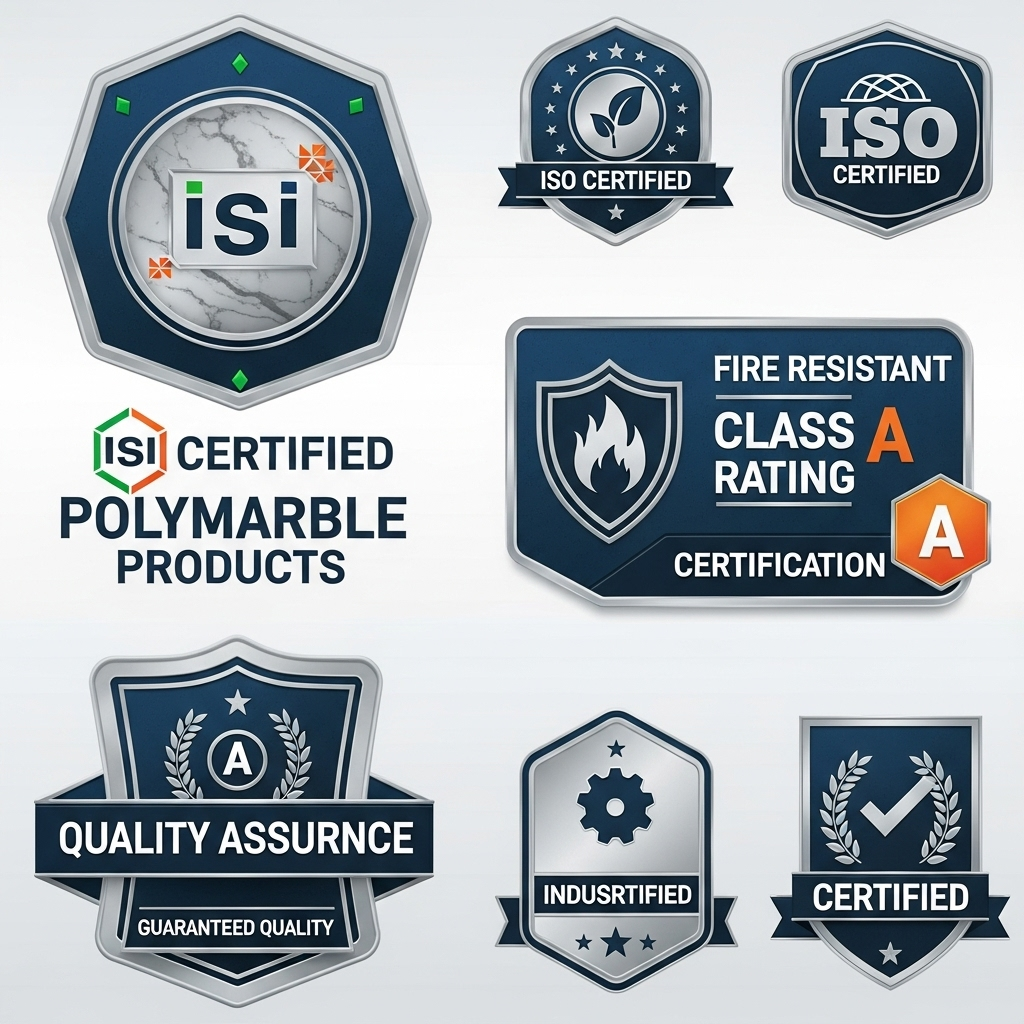 isi
ISI CERTIFIED
POLYMARBLE
PRODUCTS
ISO CERTIFIED
ISO
CERTIFIED
FIRE RESISTANT
CLASS A
RATING
CERTIFICATION
A
A
QUALITY ASSURNCE
GUARANTEED QUALITY
INDUSRTIFIED
CERTIFIED